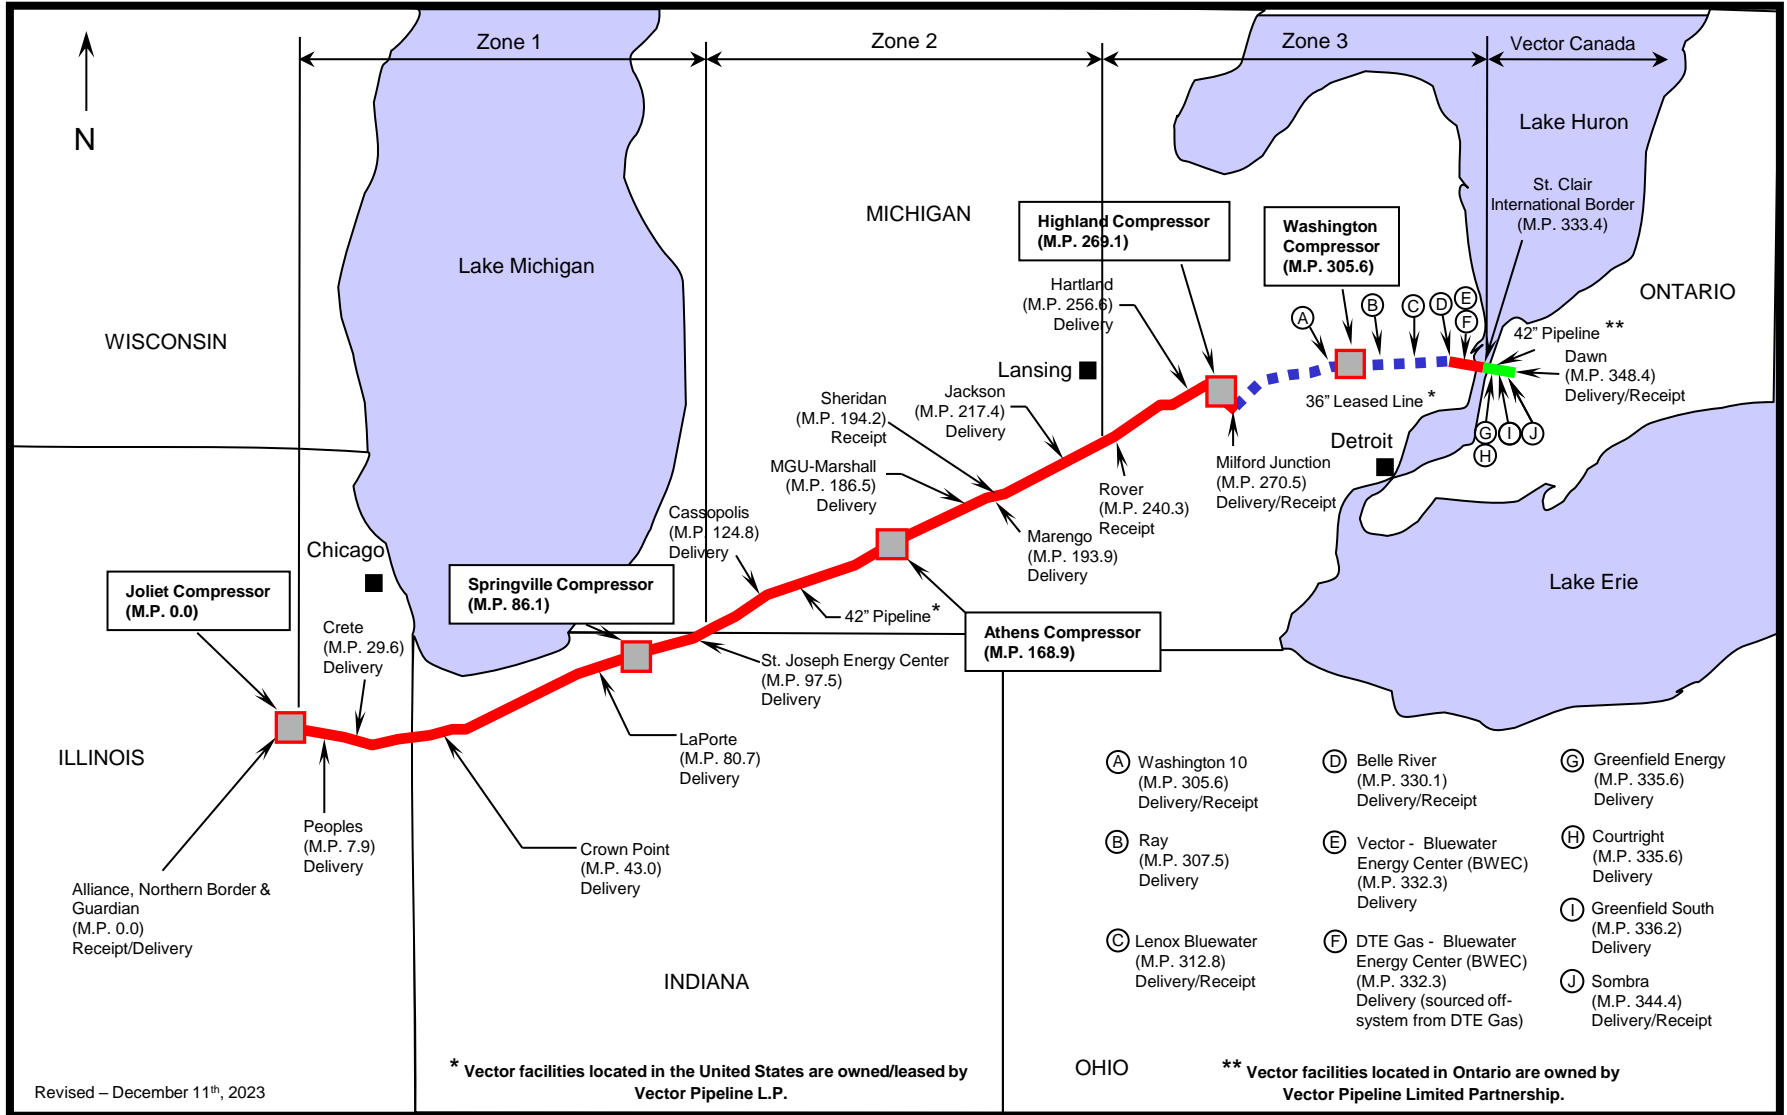 Zone 1
Zone 2
Zone 3
Vector Canada
N
Lake Huron
St. Clair
International Border
(M.P. 333.4)
MICHIGAN
Highland Compressor
(M.P. 269.1)
Washington
Compressor
(M.P. 305.6)
Lake Michigan
ONTARIO
Hartland
(M.P. 256.6)
Delivery
A
B
C
D
E
F
WISCONSIN
42” Pipeline **
Dawn
(M.P. 348.4)
Delivery/Receipt
Lansing
36” Leased Line *
Sheridan
(M.P. 194.2)
Receipt
Jackson
(M.P. 217.4)
Delivery
G
H
I
J
Detroit
MGU-Marshall
(M.P. 186.5)
Delivery
Milford Junction
(M.P. 270.5)
Delivery/Receipt
Rover
(M.P. 240.3)
Receipt
Cassopolis
(M.P. 124.8)
Delivery
Marengo
(M.P. 193.9)
Delivery
Chicago
Lake Erie
Joliet Compressor
(M.P. 0.0)
Springville Compressor
(M.P. 86.1)
42” Pipeline*
Athens Compressor
(M.P. 168.9)
Crete
(M.P. 29.6)
Delivery
St. Joseph Energy Center
(M.P. 97.5)
Delivery
ILLINOIS
LaPorte
(M.P. 80.7)
Delivery
Peoples
(M.P. 7.9)
Delivery
Crown Point
(M.P. 43.0)
Delivery
Alliance, Northern Border &
Guardian
(M.P. 0.0)
Receipt/Delivery
INDIANA
A Washington 10
(M.P. 305.6)
Delivery/Receipt
B Ray
(M.P. 307.5)
Delivery
C Lenox Bluewater
(M.P. 312.8)
Delivery/Receipt
D Belle River
(M.P. 330.1)
Delivery/Receipt
E Vector - Bluewater
Energy Center (BWEC)
(M.P. 332.3)
Delivery
F DTE Gas - Bluewater
Energy Center (BWEC)
(M.P. 332.3)
Delivery (sourced off-
system from DTE Gas)
G Greenfield Energy
(M.P. 335.6)
Delivery
H Courtright
(M.P. 335.6)
Delivery
I Greenfield South
(M.P. 336.2)
Delivery
J Sombra
(M.P. 344.4)
Delivery/Receipt
OHIO
* Vector facilities located in the United States are owned/leased by
Vector Pipeline L.P.
** Vector facilities located in Ontario are owned by
Vector Pipeline Limited Partnership.
Revised – December 11th, 2023